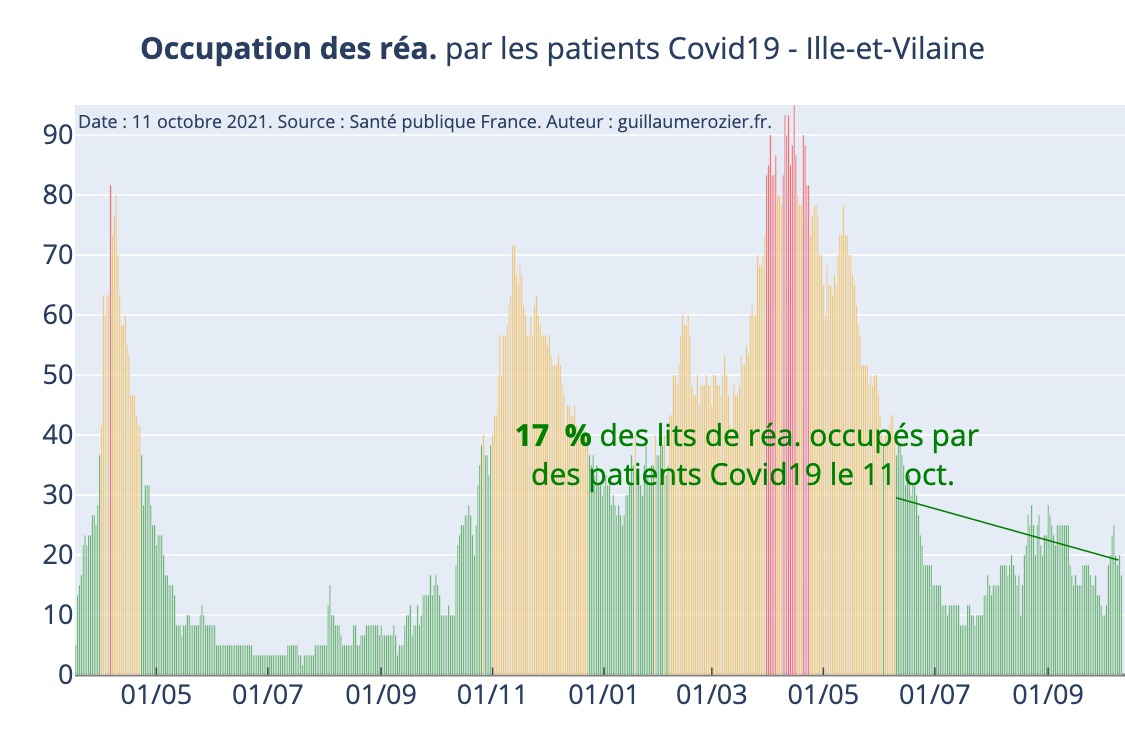 Occupation des réa. par les patients Covid19 - Ille-et-Vilaine
Date : 11 octobre 2021. Source : Santé publique France. Auteur : guillaumerozier.fr.
90
80
70
60
50
40
30
20
10
0
17 % des lits de réa. occupés par
des patients Covid19 le 11 oct.
01/05 01/07 01/09 01/11 01/01 01/03 01/05 01/07 01/09